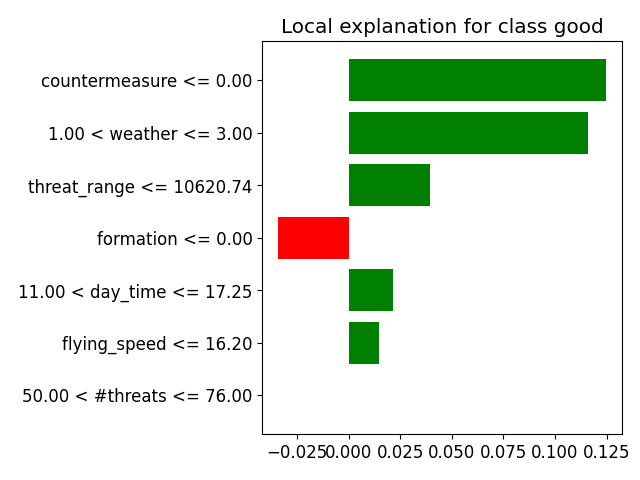 Local explanation for class good
countermeasure <= 0.00
1.00 < weather <= 3.00
threat_range <= 10620.74
formation <= 0.00
11.00 < day_time <= 17.25
flying_speed <= 16.20
50.00 < #threats <= 76.00
−0.025 0.000 0.025 0.050 0.075 0.100 0.125